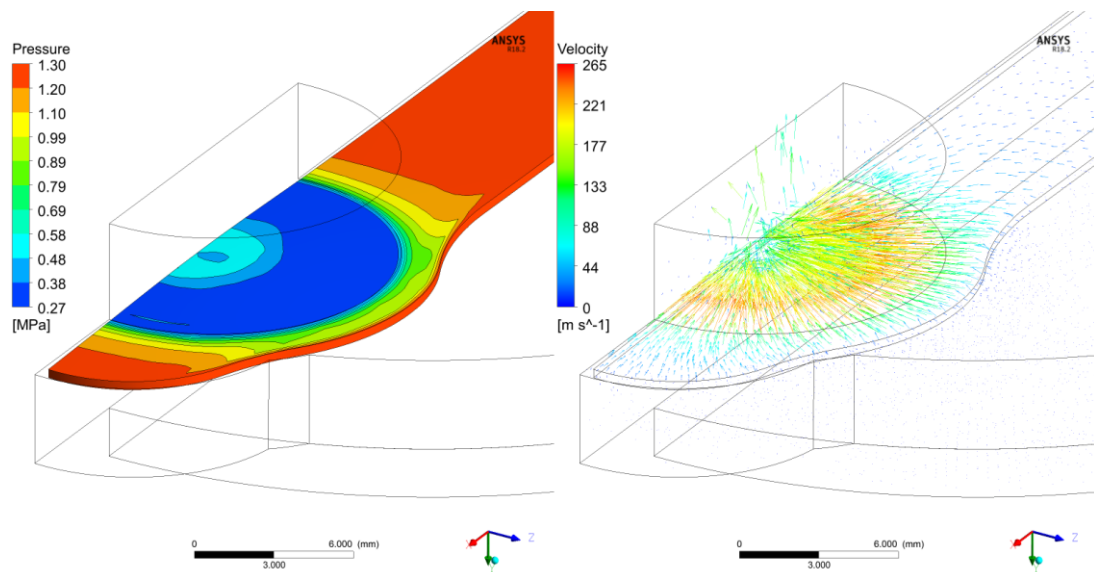 Pressure
1.30
1.20
1.10
0.99
0.89
0.79
0.69
0.58
0.48
0.38
0.27
[MPa]
ANSYS
R18.2
0
6.000
(mm)
3.000
Z
Velocity
265
221
177
133
88
44
0
[m s^-1]
ANSYS
R18.2
0
6.000
(mm)
3.000
Z